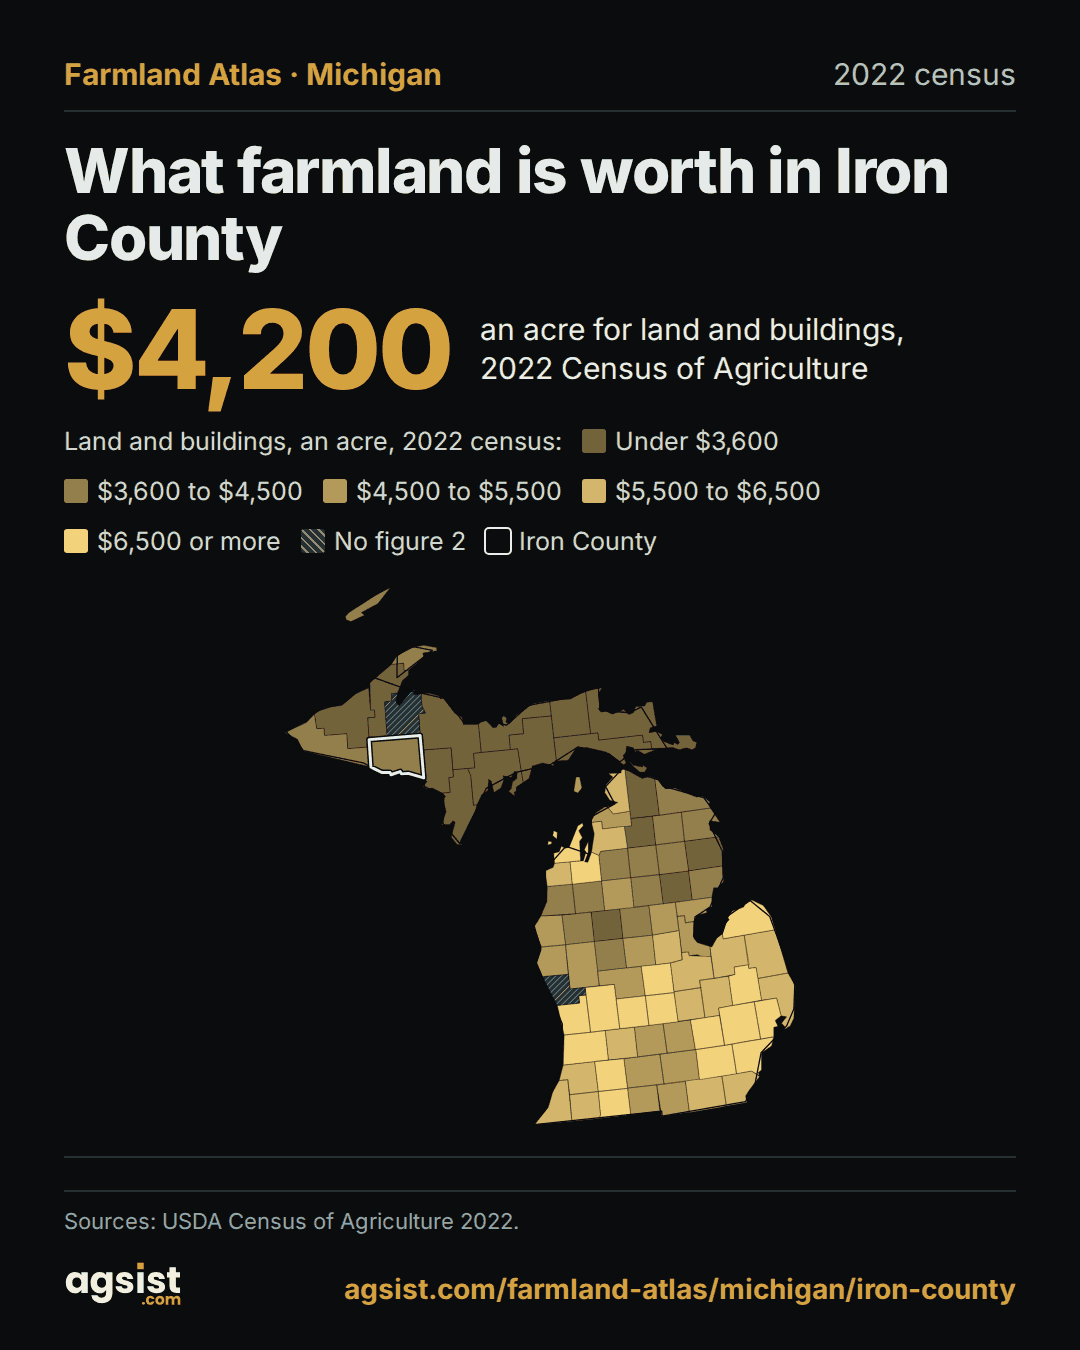 Farmland Atlas · Michigan
2022 census
What farmland is worth in Iron
County
$4,200
an acre for land and buildings,
2022 Census of Agriculture
Land and buildings, an acre, 2022 census: Under $3,600
$3,600 to $4,500 $4,500 to $5,500 $5,500 to $6,500
$6,500 or more No figure 2 Iron County
Sources: USDA Census of Agriculture 2022.
agsist
.com
agsist.com/farmland-atlas/michigan/iron-county